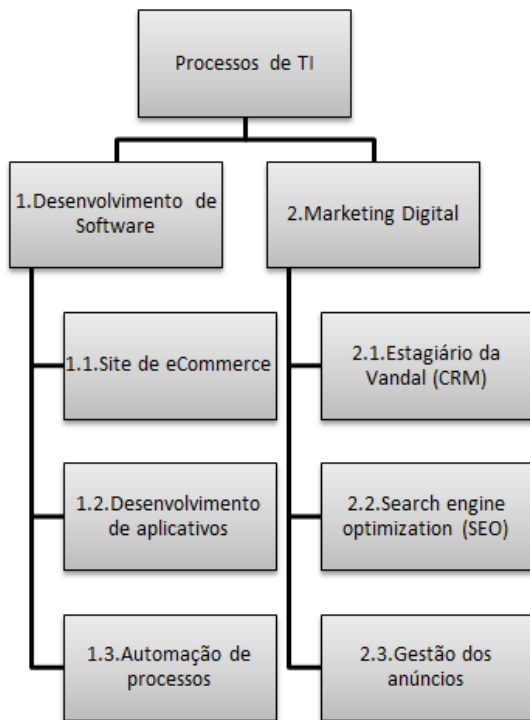 Processos de TI
1.Desenvolvimento de
Software
2.Marketing Digital
1.1.Site de eCommerce
2.1.Estagiário da
Vandal (CRM)
1.2.Desenvolvimento
de aplicativos
2.2.Search engine
optimization (SEO)
1.3.Automação de
processos
2.3.Gestão dos
anúncios